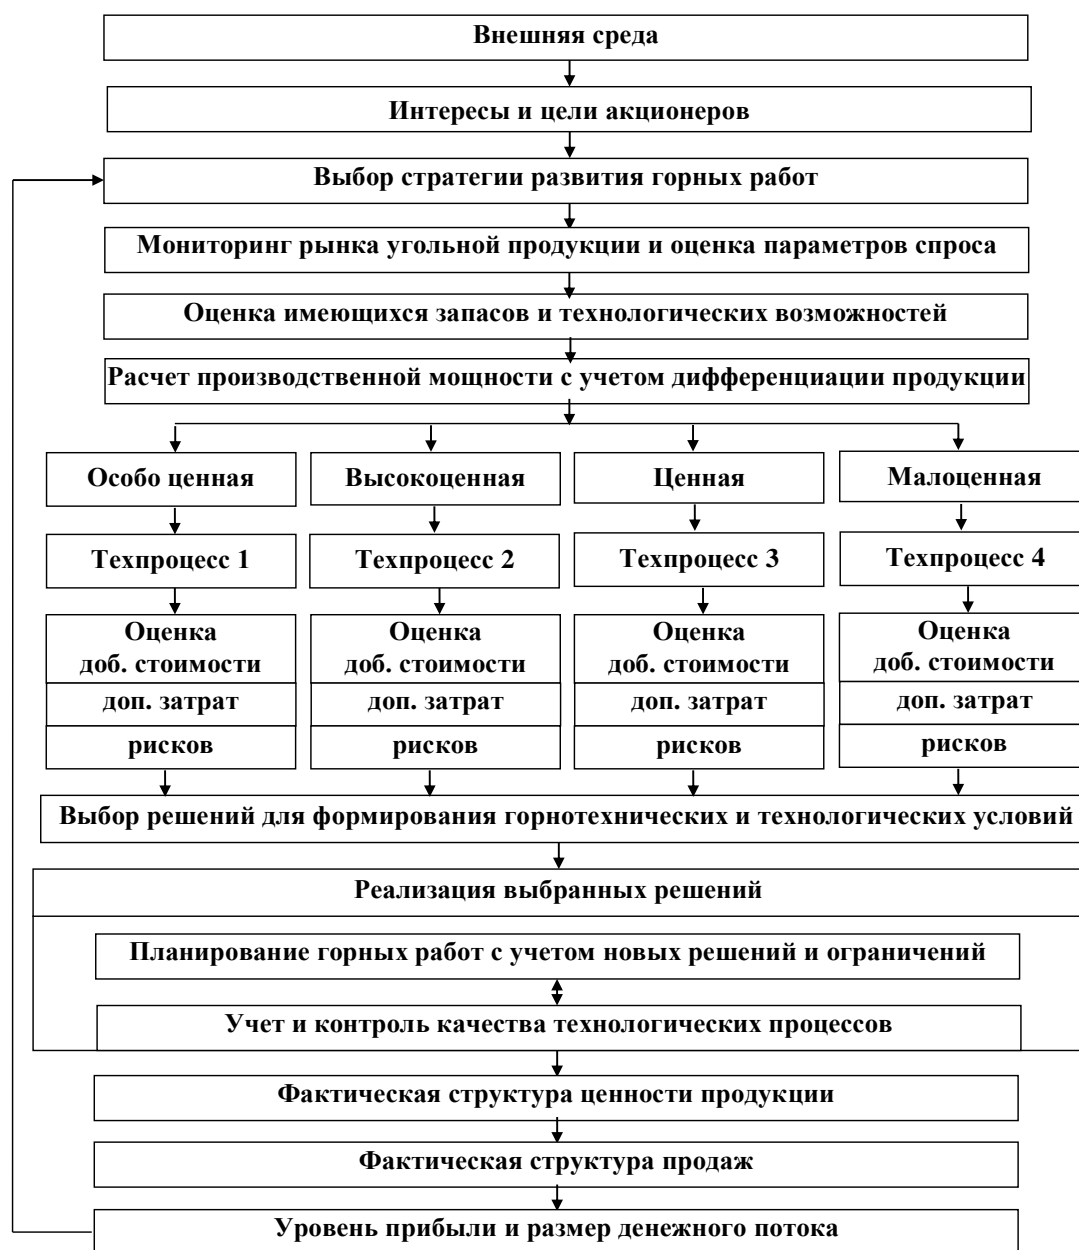 Внешняя среда
Интересы и цели акционеров
Выбор стратегии развития горных работ
Мониторинг рынка угольной продукции и оценка параметров спроса
Оценка имеющихся запасов и технологических возможностей
Расчет производственной мощности с учетом дифференциации продукции
Особо ценная
Высокоценная
Ценная
Малоценная
Техпроцесс 1
Техпроцесс 2
Техпроцесс 3
Техпроцесс 4
Оценка
доб. стоимости
доп. затрат
рисков
Оценка
доб. стоимости
доп. затрат
рисков
Оценка
доб. стоимости
доп. затрат
рисков
Оценка
доб. стоимости
доп. затрат
рисков
Выбор решений для формирования горнотехнических и технологических условий
Реализация выбранных решений
Планирование горных работ с учетом новых решений и ограничений
Учет и контроль качества технологических процессов
Фактическая структура ценности продукции
Фактическая структура продаж
Уровень прибыли и размер денежного потока